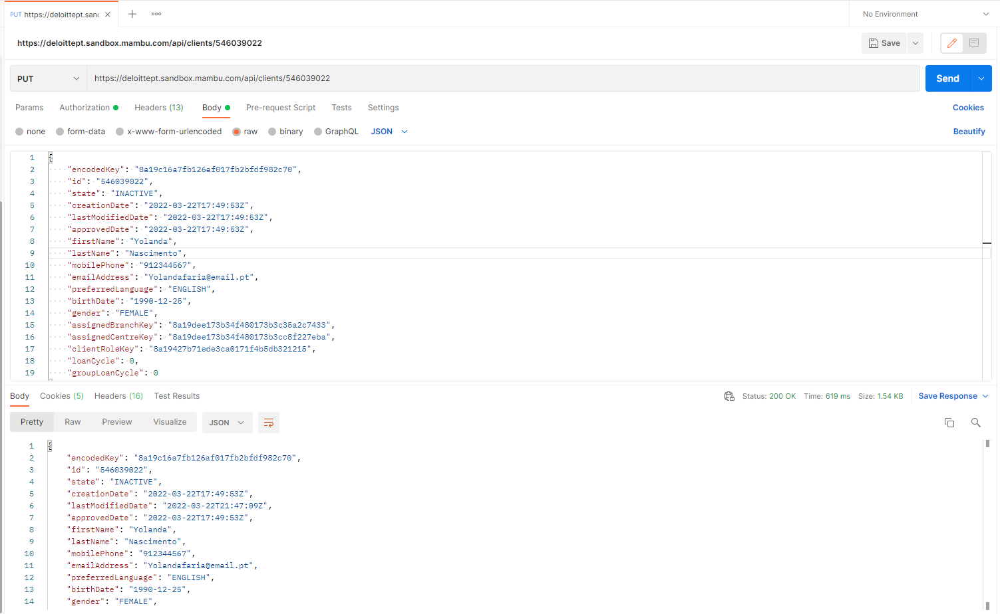 PUT https://deloittept.sanc
No Environment
https://deloittept.sandbox.mambu.com/api/clients/546039022
Save
PUT
https://deloittept.sandbox.mambu.com/api/clients/546039022
Send
Params Authorization Headers (13) Body Pre-request Script Tests Settings Cookies
none form-data x-www-form-urlencoded raw binary GraphQL JSON Beautify
1 {
2 "encodedKey": "8a19c16a7fb126af017fb2bfdf982c70",
3 "id": "546039022",
4 "state": "INACTIVE",
5 "creationDate": "2022-03-22T17:49:53Z",
6 "lastModifiedDate": "2022-03-22T17:49:53Z",
7 "approvedDate": "2022-03-22T17:49:53Z",
8 "firstName": "Yolanda",
9 "lastName": "Nascimento",
10 "mobilePhone": "912344567",
11 "emailAddress": "Yolandafaria@email.pt",
12 "preferredLanguage": "ENGLISH",
13 "birthDate": "1990-12-25",
14 "gender": "FEMALE",
15 "assignedBranchKey": "8a19dee173b34f480173b3c35a2c7433",
16 "assignedCentreKey": "8a19dee173b34f480173b3cc8f227eba",
17 "clientRoleKey": "8a19427b71ede3ca0171f4b5db321215",
18 "loanCycle": 0,
19 "groupLoanCycle": 0
Body Cookies (5) Headers (16) Test Results Status: 200 OK Time: 619 ms Size: 1.54 KB Save Response
Pretty Raw Preview Visualize JSON
1 {
2 "encodedKey": "8a19c16a7fb126af017fb2bfdf982c70",
3 "id": "546039022",
4 "state": "INACTIVE",
5 "creationDate": "2022-03-22T17:49:53Z",
6 "lastModifiedDate": "2022-03-22T21:47:09Z",
7 "approvedDate": "2022-03-22T17:49:53Z",
8 "firstName": "Yolanda",
9 "lastName": "Nascimento",
10 "mobilePhone": "912344567",
11 "emailAddress": "Yolandafaria@email.pt",
12 "preferredLanguage": "ENGLISH",
13 "birthDate": "1990-12-25",
14 "gender": "FEMALE",